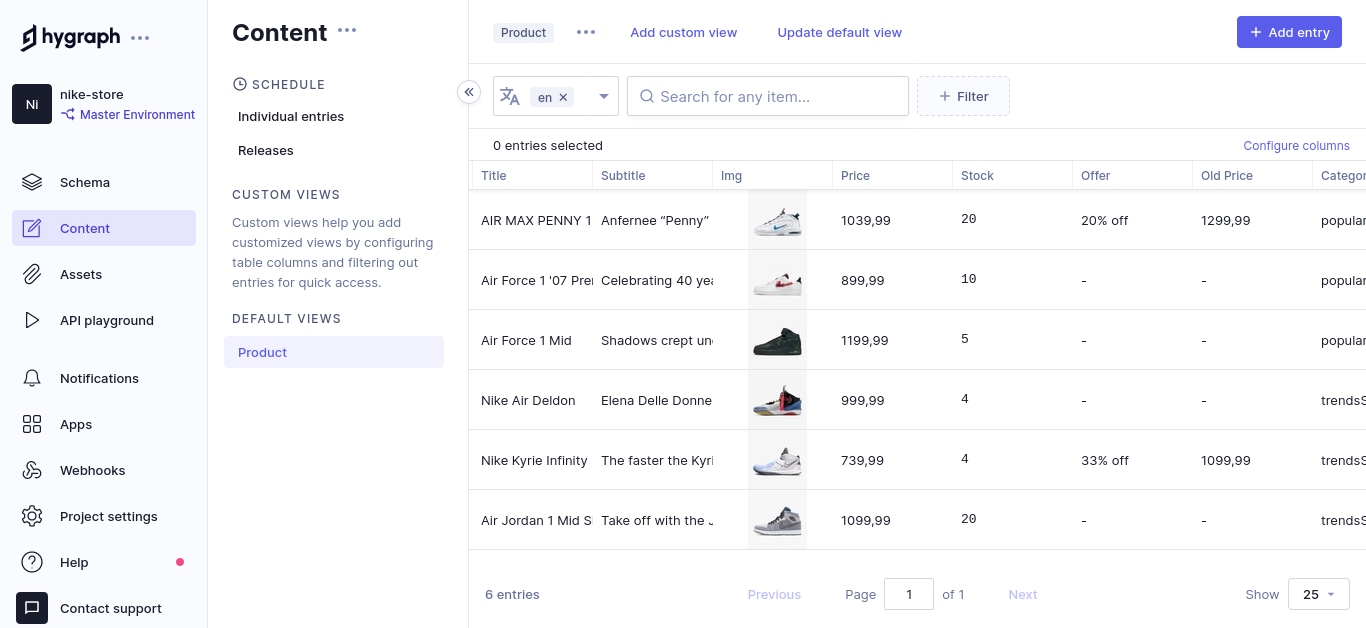 hygraph
Ni
nike-store
Master Environment
Schema
Content
Assets
API playground
Notifications
Apps
Webhooks
Project settings
Help
Contact support
Content
SCHEDULE
Individual entries
Releases
CUSTOM VIEWS
Custom views help you add
customized views by configuring
table columns and filtering out
entries for quick access.
DEFAULT VIEWS
Product
Product Add custom view Update default view + Add entry
en × Search for any item... + Filter
0 entries selected Configure columns
Title Subtitle Img Price Stock Offer Old Price Categor
AIR MAX PENNY 1 Anfernee “Penny” 1039,99 20 20% off 1299,99 popular
Air Force 1 '07 Pre Celebrating 40 yea 899,99 10 - - popular
Air Force 1 Mid Shadows crept un 1199,99 5 - - popular
Nike Air Deldon Elena Delle Donne 999,99 4 - - trendsS
Nike Kyrie Infinity The faster the Kyri 739,99 4 33% off 1099,99 trendsS
Air Jordan 1 Mid S Take off with the 1099,99 20 - - trendsS
6 entries Previous Page 1 of 1 Next Show 25